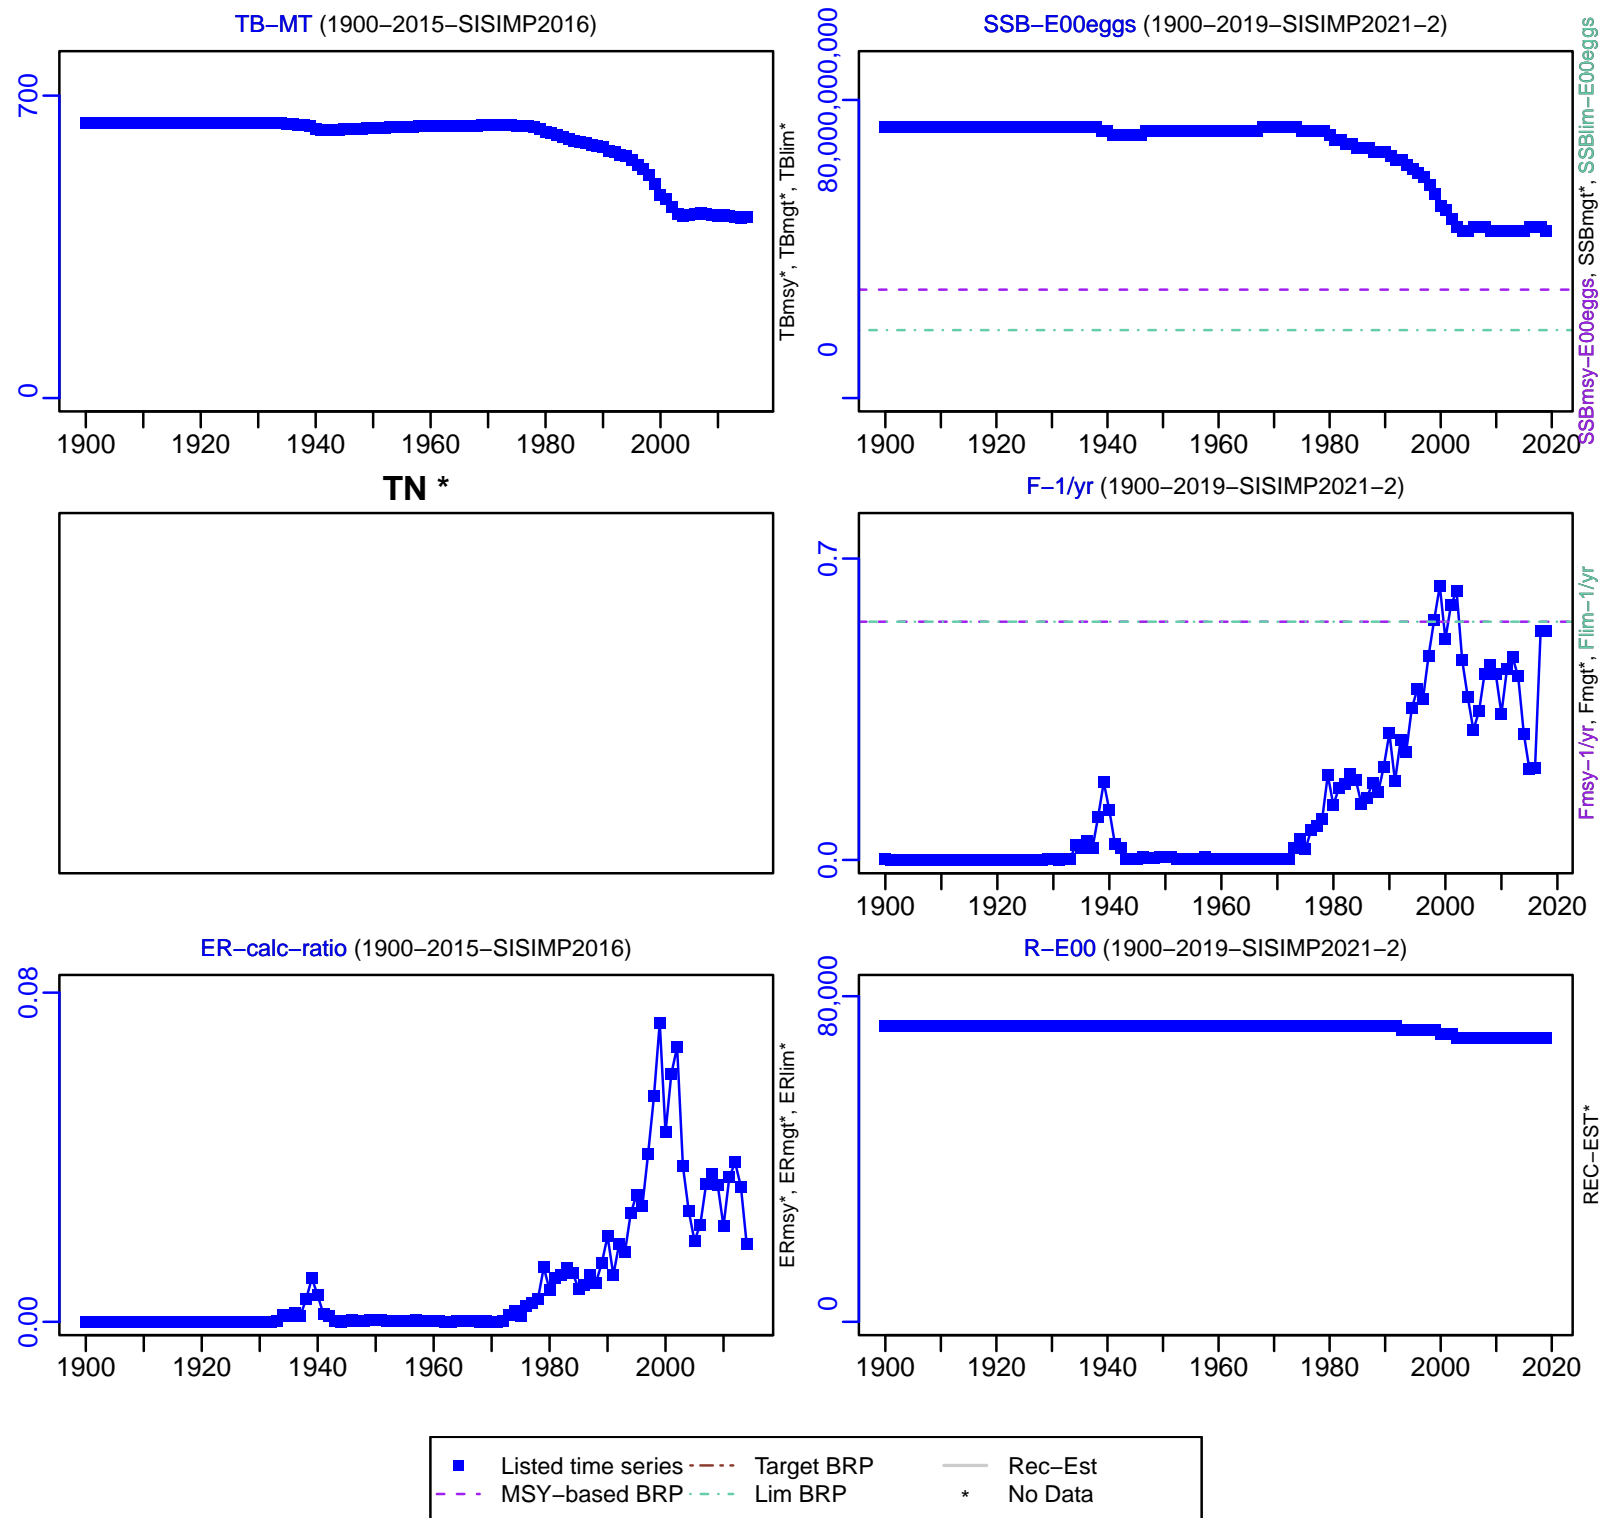 TB−MT (1900−2015−SISIMP2016)
700
0
TBmsy*, TBmgt*, TBlim*
1900 1920 1940 1960 1980 2000
SSB−E00eggs (1900−2019−SISIMP2021−2)
80,000,000,000
0
SSBmsy−E00eggs, SSBmgt*, SSBlim−E00eggs
1900 1920 1940 1960 1980 2000 2020
TN *
F−1/yr (1900−2019−SISIMP2021−2)
0.7
0.0
Fmsy−1/yr, Fmgt*, Flim−1/yr
1900 1920 1940 1960 1980 2000 2020
ER−calc−ratio (1900−2015−SISIMP2016)
0.08
0.00
ERmsy*, ERmgt*, ERlim*
1900 1920 1940 1960 1980 2000
R−E00 (1900−2019−SISIMP2021−2)
80,000
0
REC−EST*
1900 1920 1940 1960 1980 2000 2020
Listed time series Target BRP Rec−Est
MSY−based BRP Lim BRP * No Data